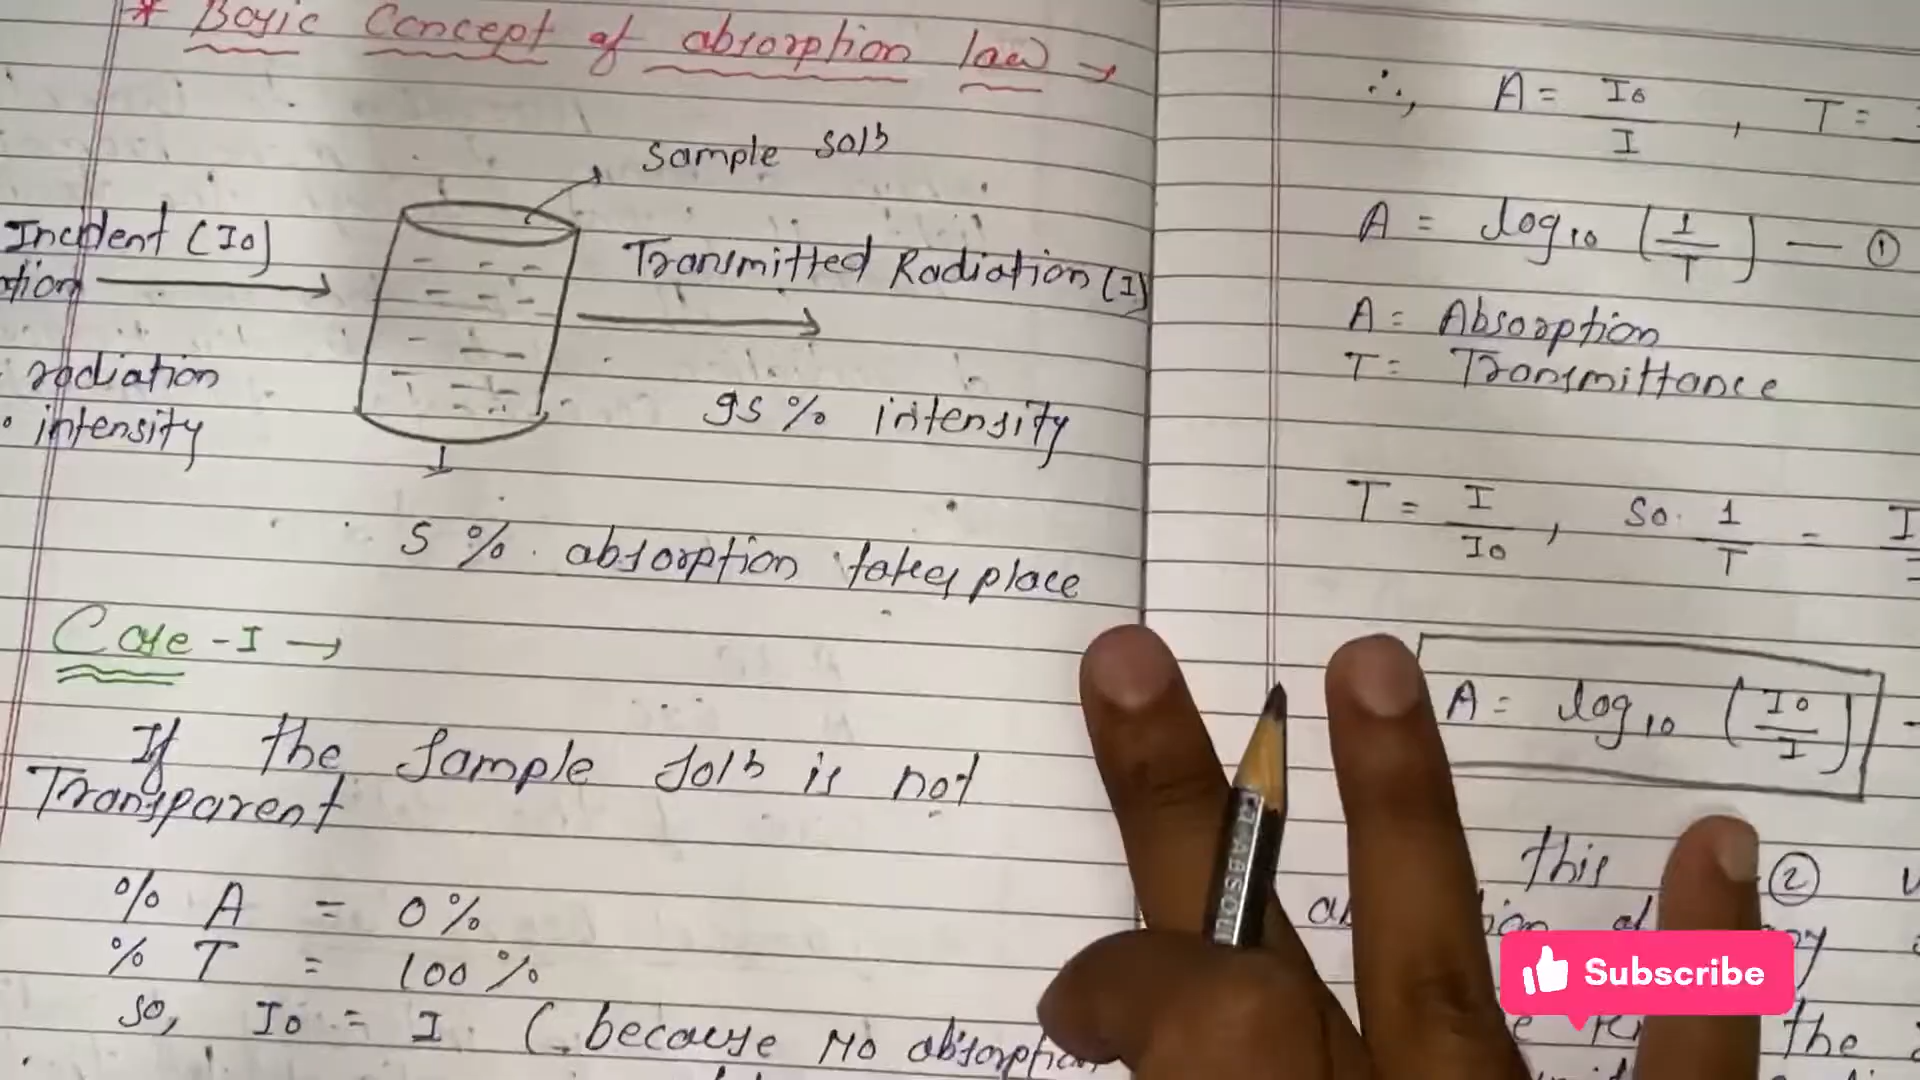 * Basic Concept of absorption law →
Sample Solⁿ
Incident (I₀)
Transmitted Radiation (I)
radiation
intensity
95% intensity
5%. absorption takes place
Case-I →
If the Sample Solⁿ is not
Transparent
% A = 0%
% T = 100%
so, I₀ = I (because No absorption
∴, A = I₀/I , T =
A = log₁₀ (1/T) — ①
A = Absorption
T = Transmittance
T = I/I₀ , So 1/T =
A = log₁₀ (I₀/I)
this ②
the
Subscribe